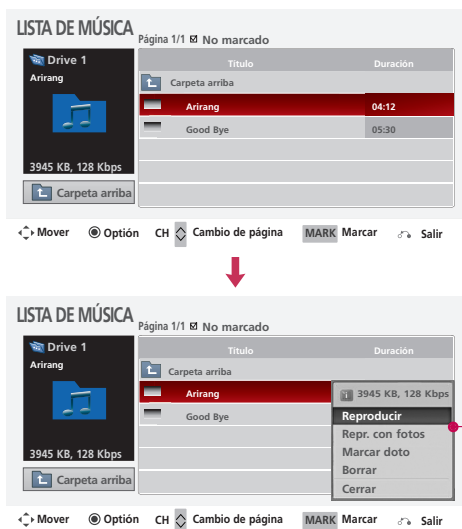 LISTA DE MÚSICA
Página 1/1 No marcado
Drive 1
Arirang
3945 KB, 128 Kbps
Carpeta arriba
Titulo Duración
Carpeta arriba
Arirang 04:12
Good Bye 05:30
Mover Optión CH Cambio de página MARK Marcar Salir
LISTA DE MÚSICA
Página 1/1 No marcado
Drive 1
Arirang
3945 KB, 128 Kbps
Carpeta arriba
Titulo Duración
Carpeta arriba
Arirang
Good Bye
i 3945 KB, 128 Kbps
Reproducir
Repr. con fotos
Marcar doto
Borrar
Cerrar
Mover Optión CH Cambio de página MARK Marcar Salir